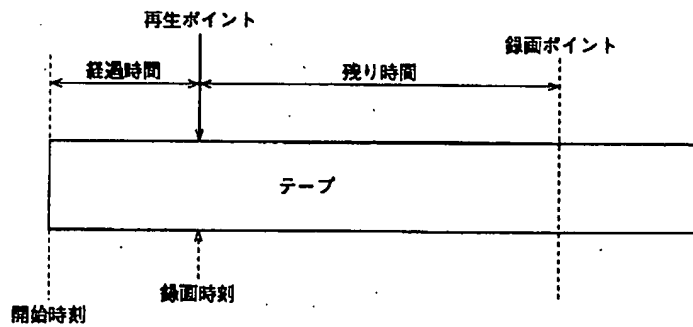 再生ポイント
録画ポイント
経過時間
残り時間
テープ
録画時刻
開始時刻